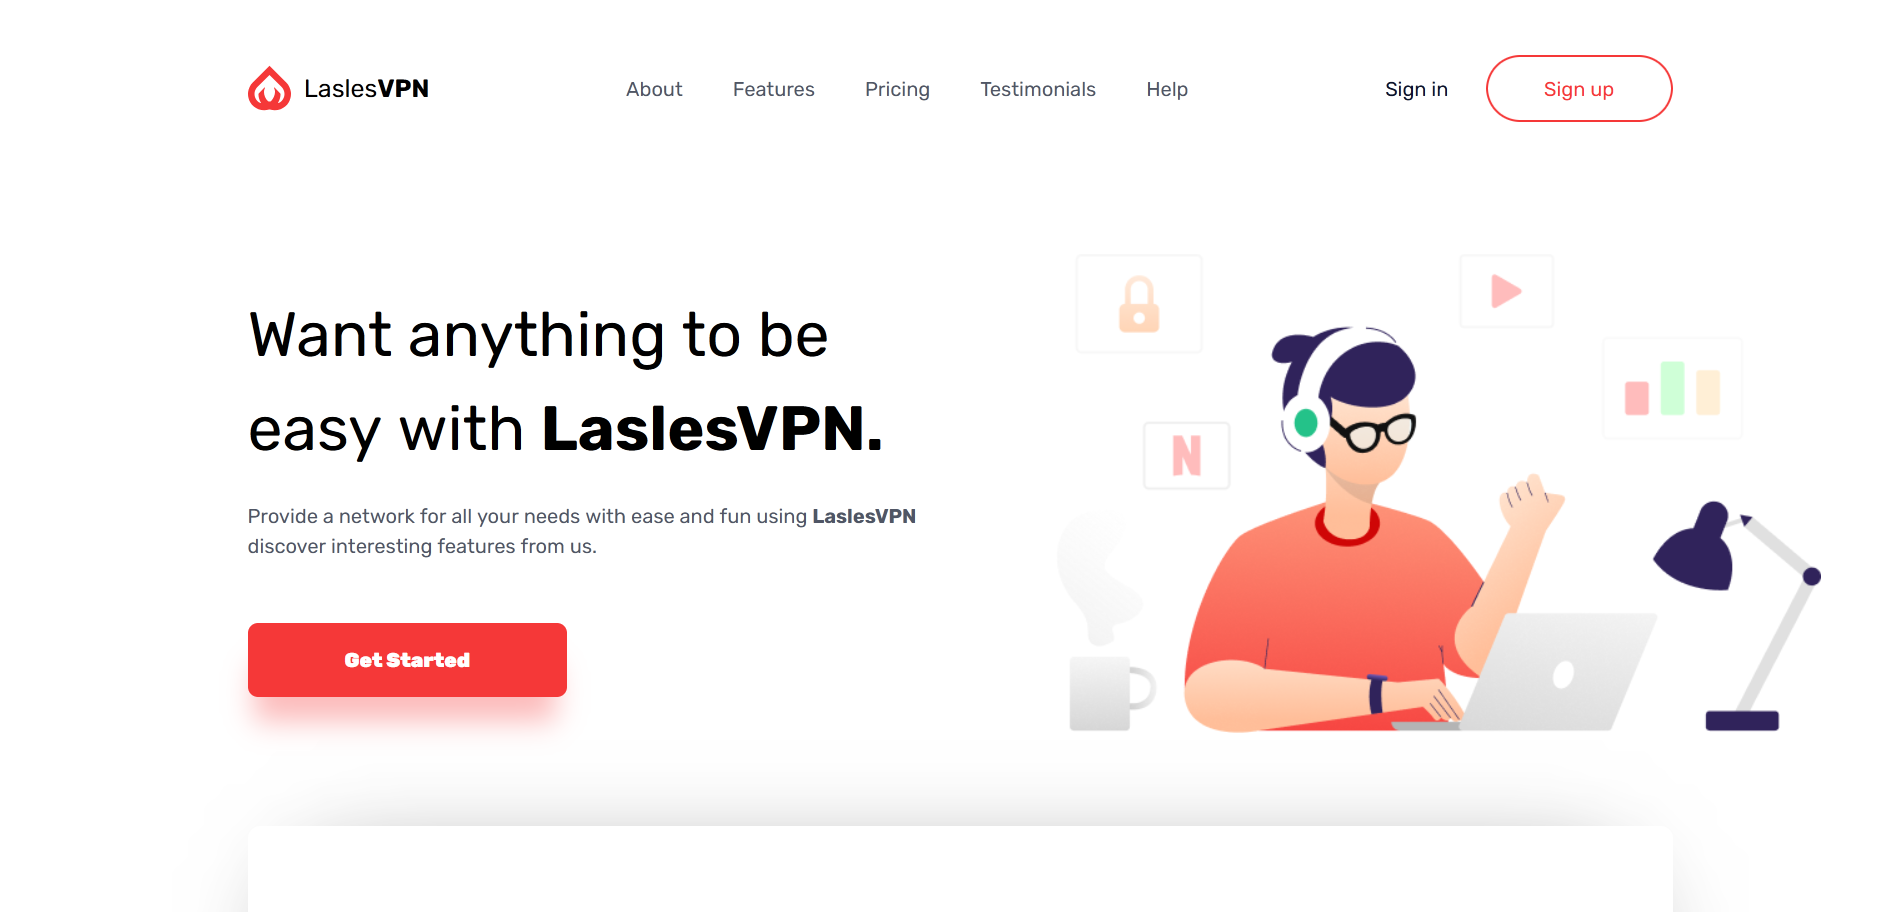 LaslesVPN
About
Features
Pricing
Testimonials
Help
Sign in
Sign up
Want anything to be
easy with LaslesVPN.
Provide a network for all your needs with ease and fun using LaslesVPN
discover interesting features from us.
Get Started
N